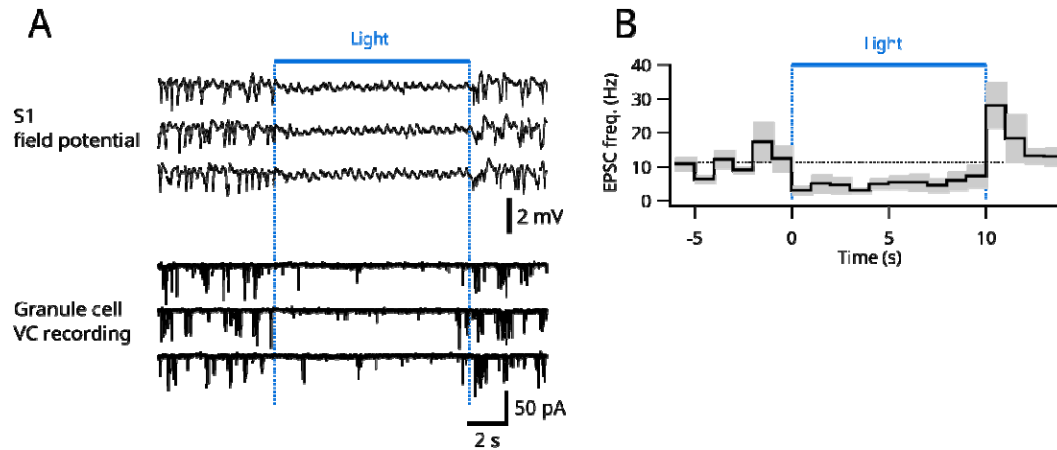 A
Light
S1
field potential
2 mV
Granule cell
VC recording
50 pA
2 s
B
Light
EPSC freq. (Hz)
40
30
20
10
0
-5
0
5
10
Time (s)